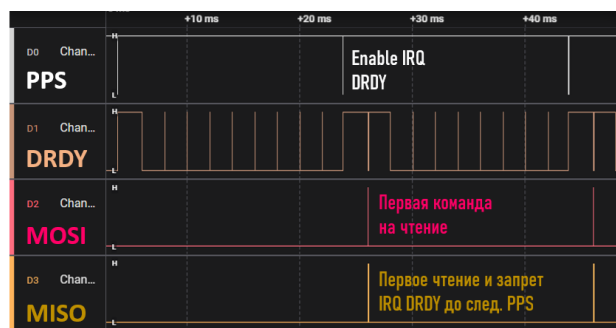 +10 ms
+20 ms
+30 ms
+40 ms
D0 Chan...
PPS
H
L
Enable IRQ
DRDY
D1 Chan...
DRDY
H
L
D2 Chan...
MOSI
H
L
Первая команда
на чтение
D3 Chan...
MISO
H
L
Первое чтение и запрет
IRQ DRDY до след. PPS